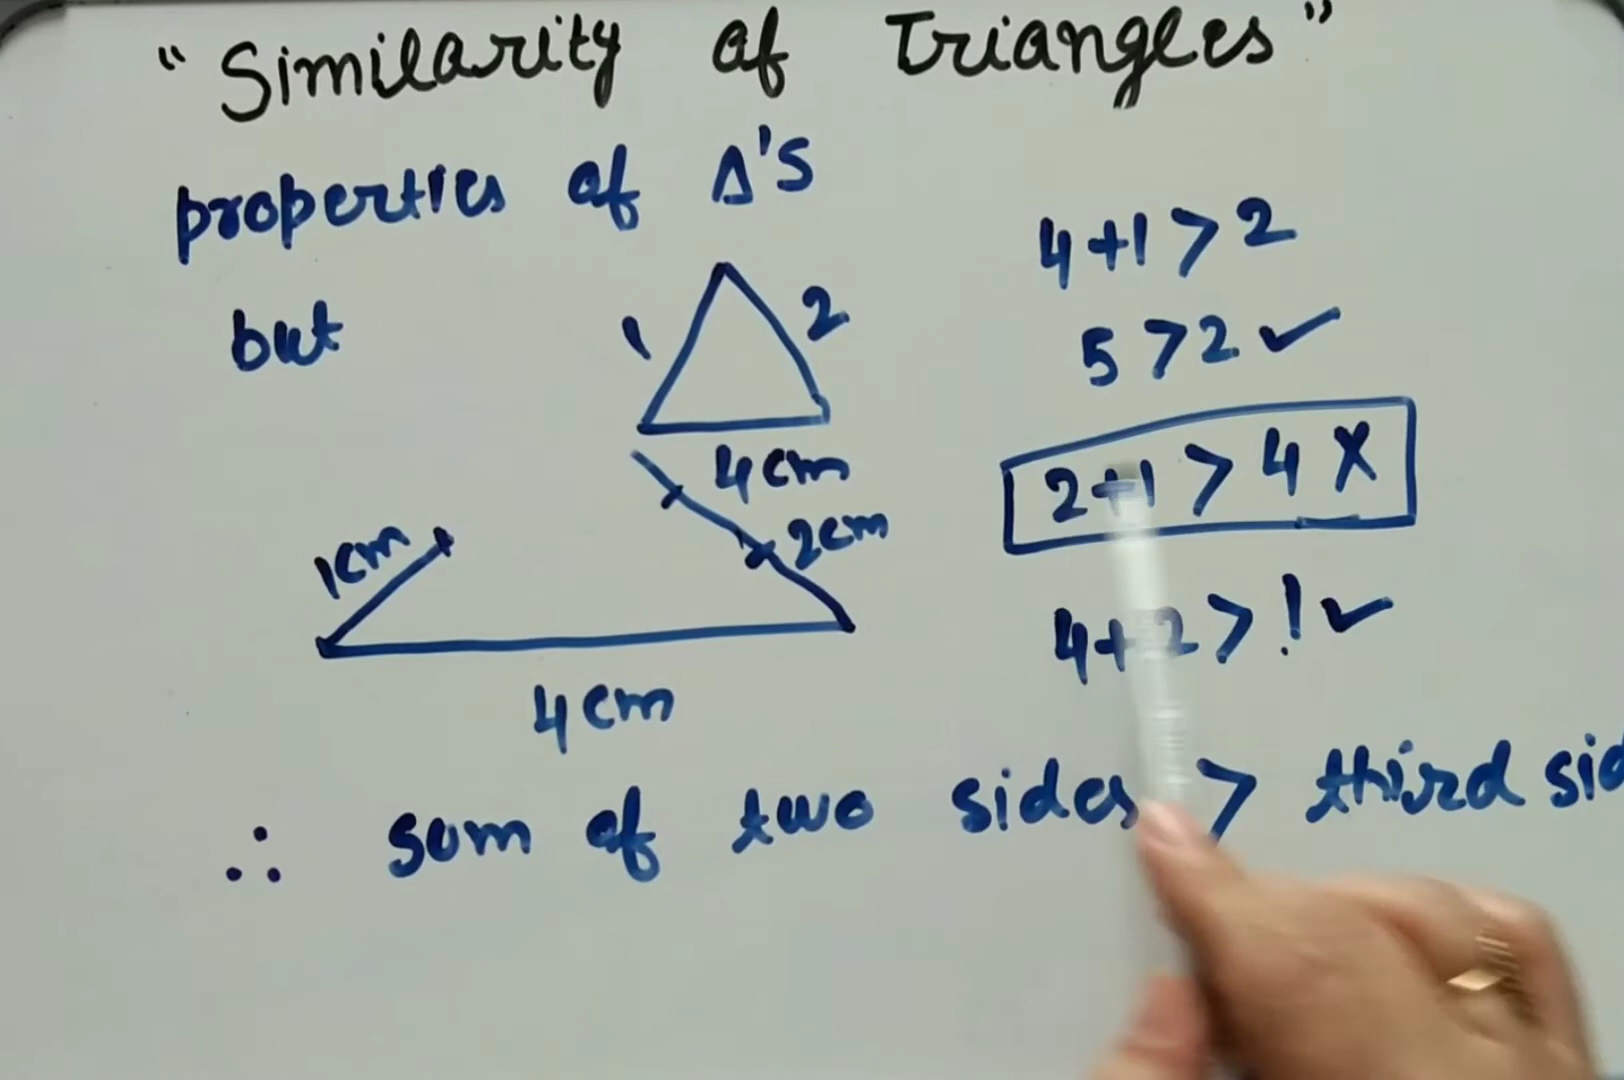 “Similarity of Triangles”
properties of Δ'S
but
1 2
4cm
1cm 2cm
4cm
4+1>2
5>2 ✓
2+1>4 X
4+2>1 ✓
∴ sum of two sides > third sid